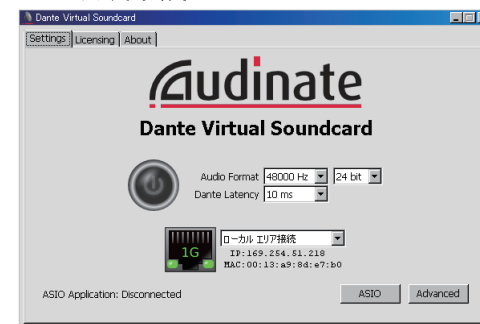 Dante Virtual Soundcard
Settings Licensing About
Audinate
Dante Virtual Soundcard
Audio Format 48000 Hz 24 bit
Dante Latency 10 ms
ローカル エリア接続
1G
IP:169.254.51.218
MAC:00:13:a9:8d:e7:b0
ASIO Application: Disconnected ASIO Advanced